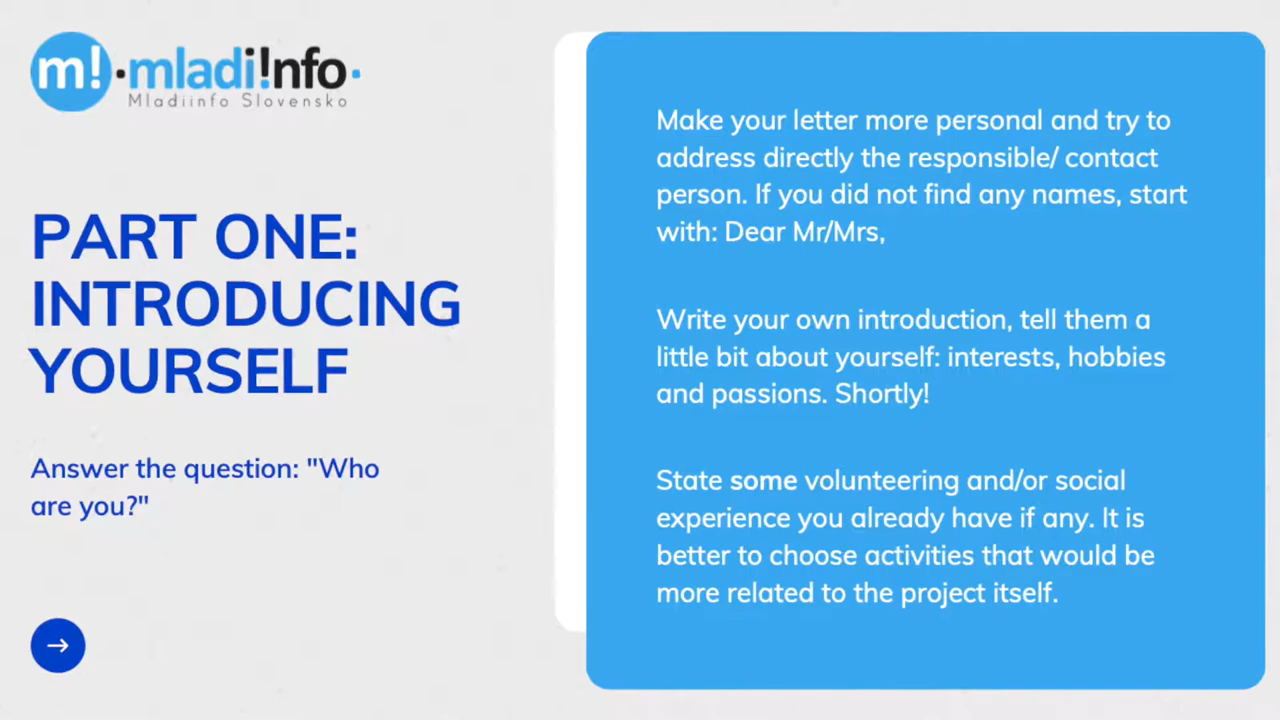 m!
·mladi!nfo·
Mladiinfo Slovensko
PART ONE:
INTRODUCING
YOURSELF
Answer the question: "Who
are you?"
Make your letter more personal and try to
address directly the responsible/ contact
person. If you did not find any names, start
with: Dear Mr/Mrs,
Write your own introduction, tell them a
little bit about yourself: interests, hobbies
and passions. Shortly!
State some volunteering and/or social
experience you already have if any. It is
better to choose activities that would be
more related to the project itself.